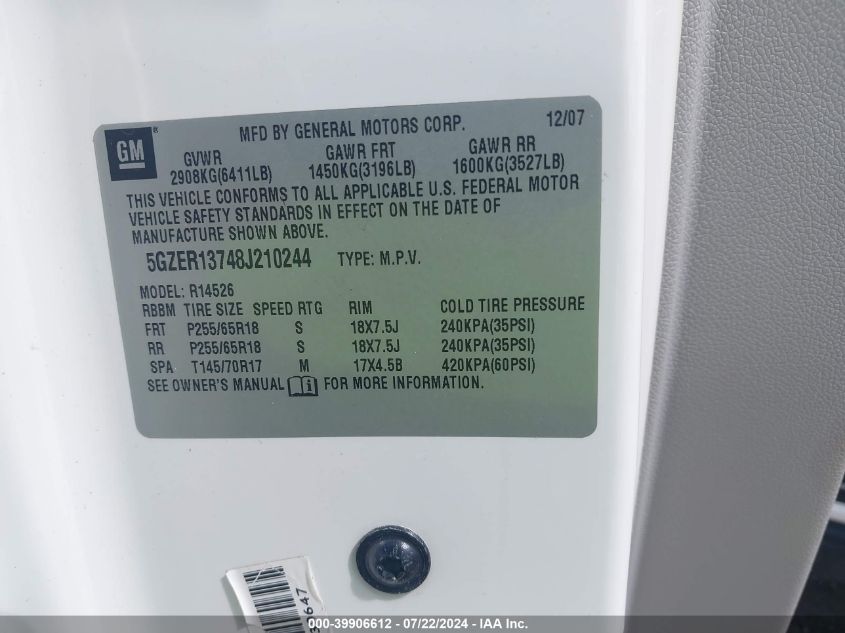 GM®
MFD BY GENERAL MOTORS CORP. 12/07
GVWR GAWR FRT GAWR RR
2908KG(6411LB) 1450KG(3196LB) 1600KG(3527LB)
THIS VEHICLE CONFORMS TO ALL APPLICABLE U.S. FEDERAL MOTOR
VEHICLE SAFETY STANDARDS IN EFFECT ON THE DATE OF
MANUFACTURE SHOWN ABOVE.
5GZER13748J210244 TYPE: M.P.V.
MODEL: R14526
RBBM TIRE SIZE SPEED RTG RIM COLD TIRE PRESSURE
FRT P255/65R18 S 18X7.5J 240KPA(35PSI)
RR P255/65R18 S 18X7.5J 240KPA(35PSI)
SPA T145/70R17 M 17X4.5B 420KPA(60PSI)
SEE OWNER'S MANUAL FOR MORE INFORMATION.
000-39906612 - 07/22/2024 - IAA Inc.